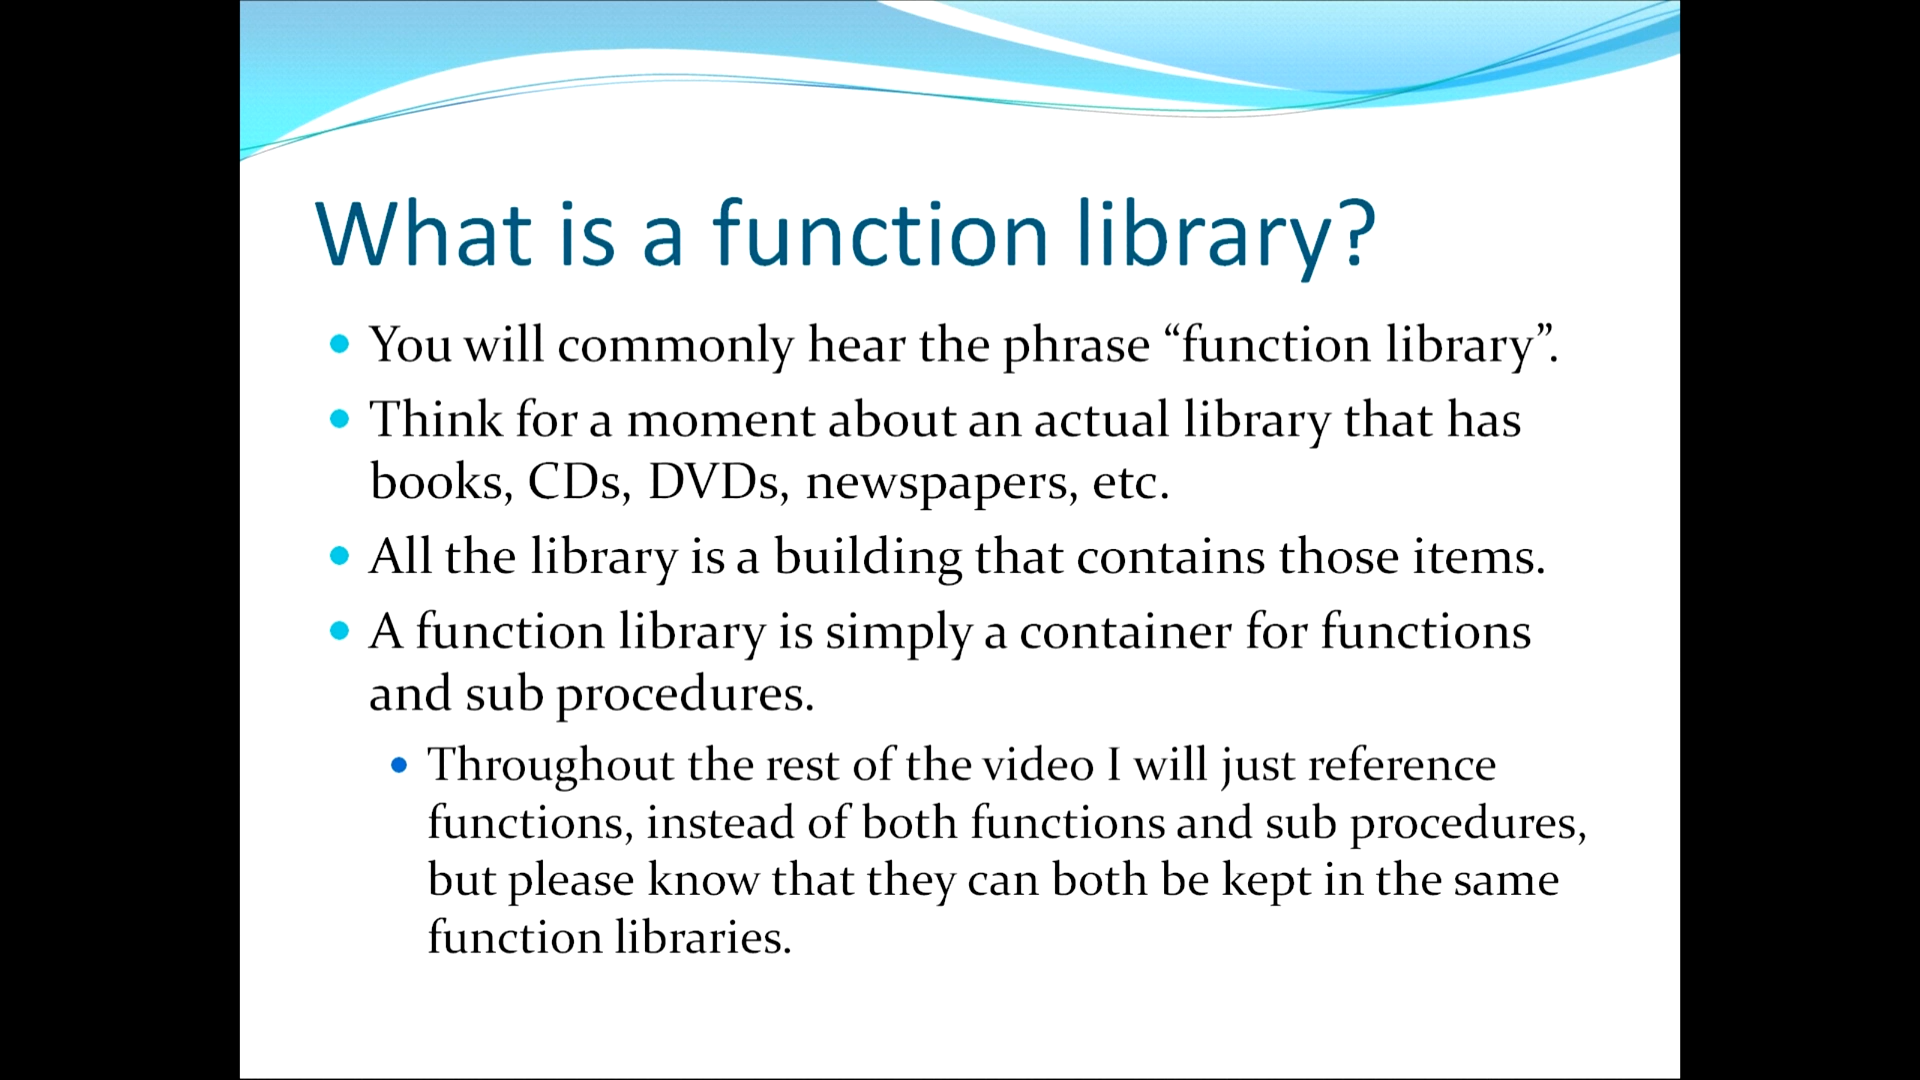 What is a function library?
You will commonly hear the phrase “function library”.
Think for a moment about an actual library that has
books, CDs, DVDs, newspapers, etc.
All the library is a building that contains those items.
A function library is simply a container for functions
and sub procedures.
Throughout the rest of the video I will just reference
functions, instead of both functions and sub procedures,
but please know that they can both be kept in the same
function libraries.